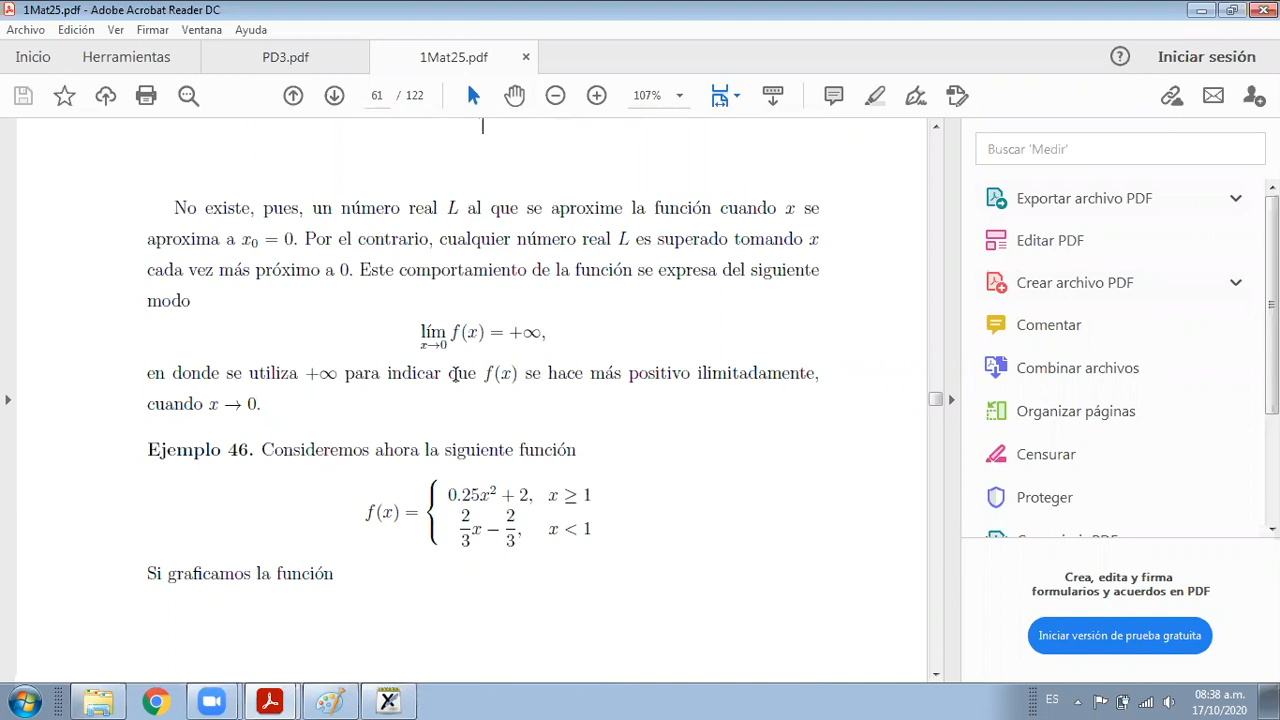 1Mat25.pdf - Adobe Acrobat Reader DC
Archivo Edición Ver Firmar Ventana Ayuda
Inicio Herramientas PD3.pdf 1Mat25.pdf × ? Iniciar sesión
61 / 122 107%
No existe, pues, un número real L al que se aproxime la función cuando x se
aproxima a x₀ = 0. Por el contrario, cualquier número real L es superado tomando x
cada vez más próximo a 0. Este comportamiento de la función se expresa del siguiente
modo
lím f(x) = +∞,
x→0
en donde se utiliza +∞ para indicar que f(x) se hace más positivo ilimitadamente,
cuando x → 0.
Ejemplo 46. Consideremos ahora la siguiente función
f(x) = { 0.25x² + 2, x ≥ 1
2/3 x − 2/3, x < 1
Si graficamos la función
Buscar 'Medir'
Exportar archivo PDF
Editar PDF
Crear archivo PDF
Comentar
Combinar archivos
Organizar páginas
Censurar
Proteger
Crea, edita y firma
formularios y acuerdos en PDF
Iniciar versión de prueba gratuita
ES 08:38 a.m.
17/10/2020